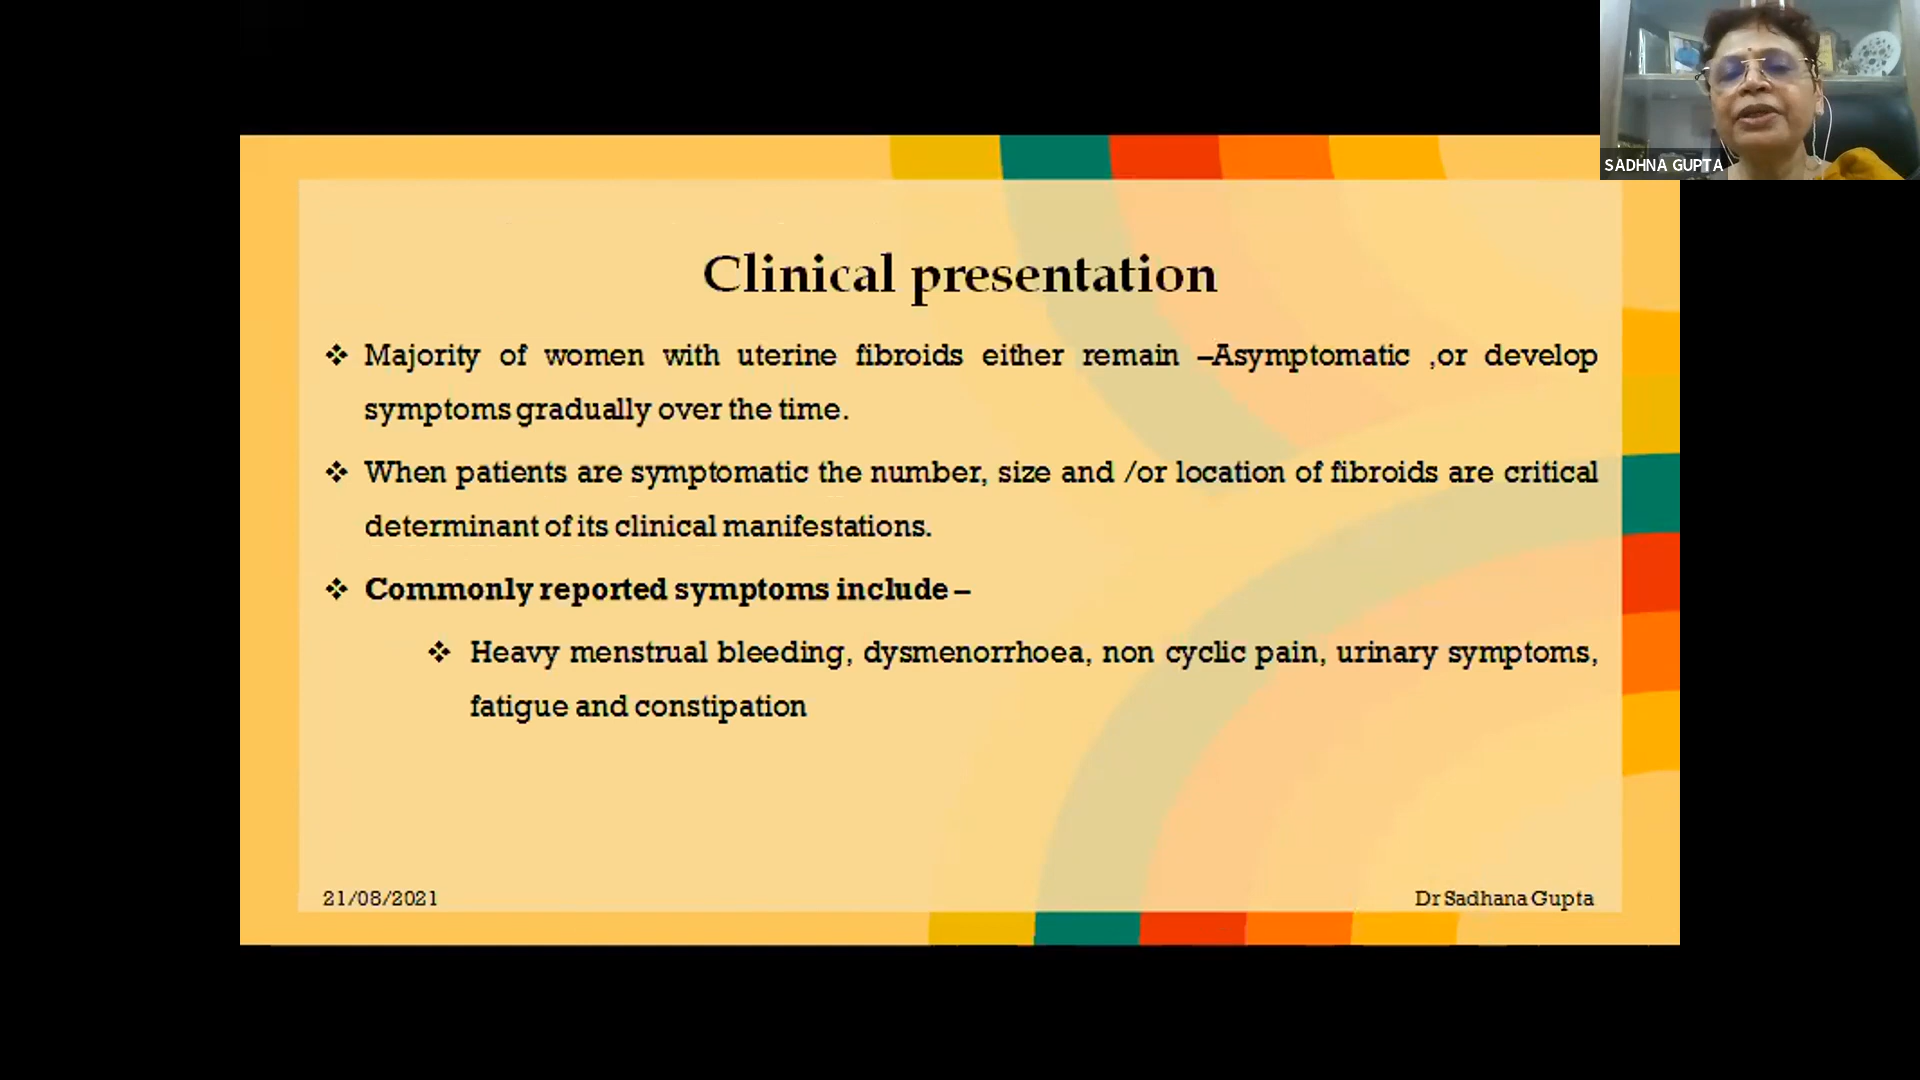 SADHNA GUPTA
Clinical presentation
❖ Majority of women with uterine fibroids either remain –Asymptomatic ,or develop
symptoms gradually over the time.
❖ When patients are symptomatic the number, size and /or location of fibroids are critical
determinant of its clinical manifestations.
❖ Commonly reported symptoms include –
❖ Heavy menstrual bleeding, dysmenorrhoea, non cyclic pain, urinary symptoms,
fatigue and constipation
21/08/2021
Dr Sadhana Gupta